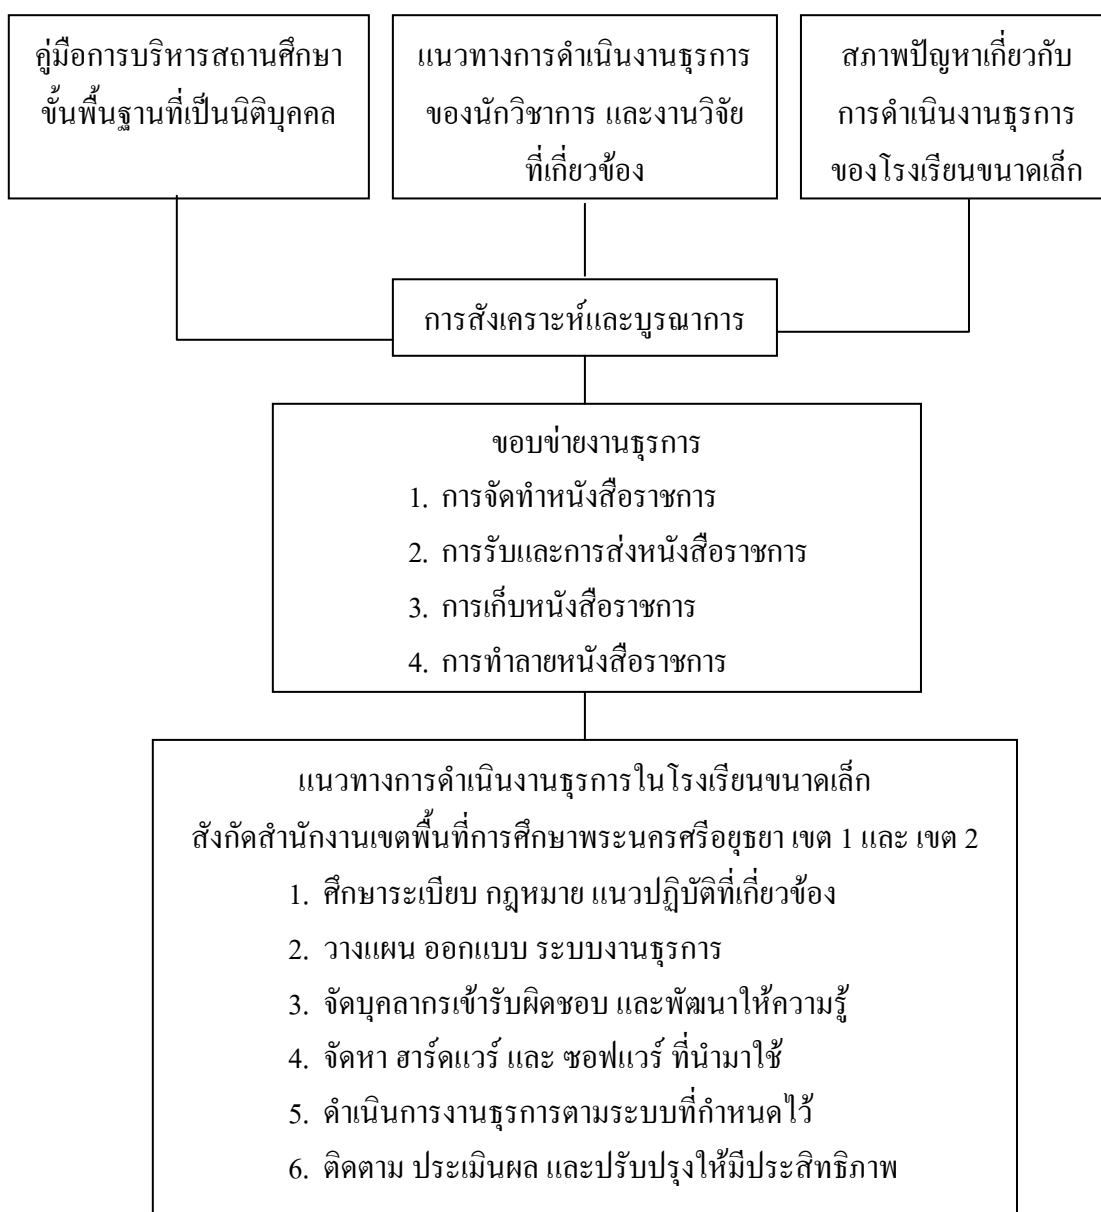 คู่มือการบริหารสถานศึกษา
ขั้นพื้นฐานที่เป็นนิติบุคคล
แนวทางการดำเนินงานธุรการ
ของนักวิชาการ และงานวิจัย
ที่เกี่ยวข้อง
สภาพปัญหาเกี่ยวกับ
การดำเนินงานธุรการ
ของโรงเรียนขนาดเล็ก
การสังเคราะห์และบูรณาการ
ขอบข่ายงานธุรการ
1. การจัดทำหนังสือราชการ
2. การรับและการส่งหนังสือราชการ
3. การเก็บหนังสือราชการ
4. การทำลายหนังสือราชการ
แนวทางการดำเนินงานธุรการในโรงเรียนขนาดเล็ก
สังกัดสำนักงานเขตพื้นที่การศึกษาพระนครศรีอยุธยา เขต 1 และ เขต 2
1. ศึกษาระเบียบ กฎหมาย แนวปฏิบัติที่เกี่ยวข้อง
2. วางแผน ออกแบบ ระบบงานธุรการ
3. จัดบุคลากรเข้ารับผิดชอบ และพัฒนาให้ความรู้
4. จัดหา ฮาร์ดแวร์ และ ซอฟแวร์ ที่นำมาใช้
5. ดำเนินการงานธุรการตามระบบที่กำหนดไว้
6. ติดตาม ประเมินผล และปรับปรุงให้มีประสิทธิภาพ